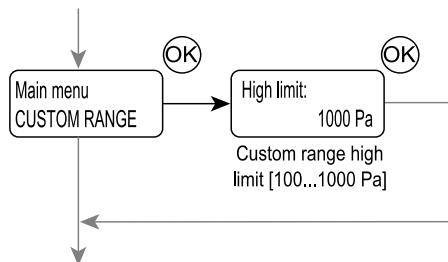 OK
OK
Main menu
CUSTOM RANGE
High limit:
1000 Pa
Custom range high
limit [100...1000 Pa]